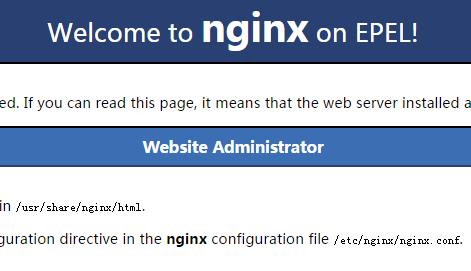 Welcome to nginx on EPEL!
ed. If you can read this page, it means that the web server installed a
Website Administrator
in /usr/share/nginx/html.
guration directive in the nginx configuration file /etc/nginx/nginx.conf.